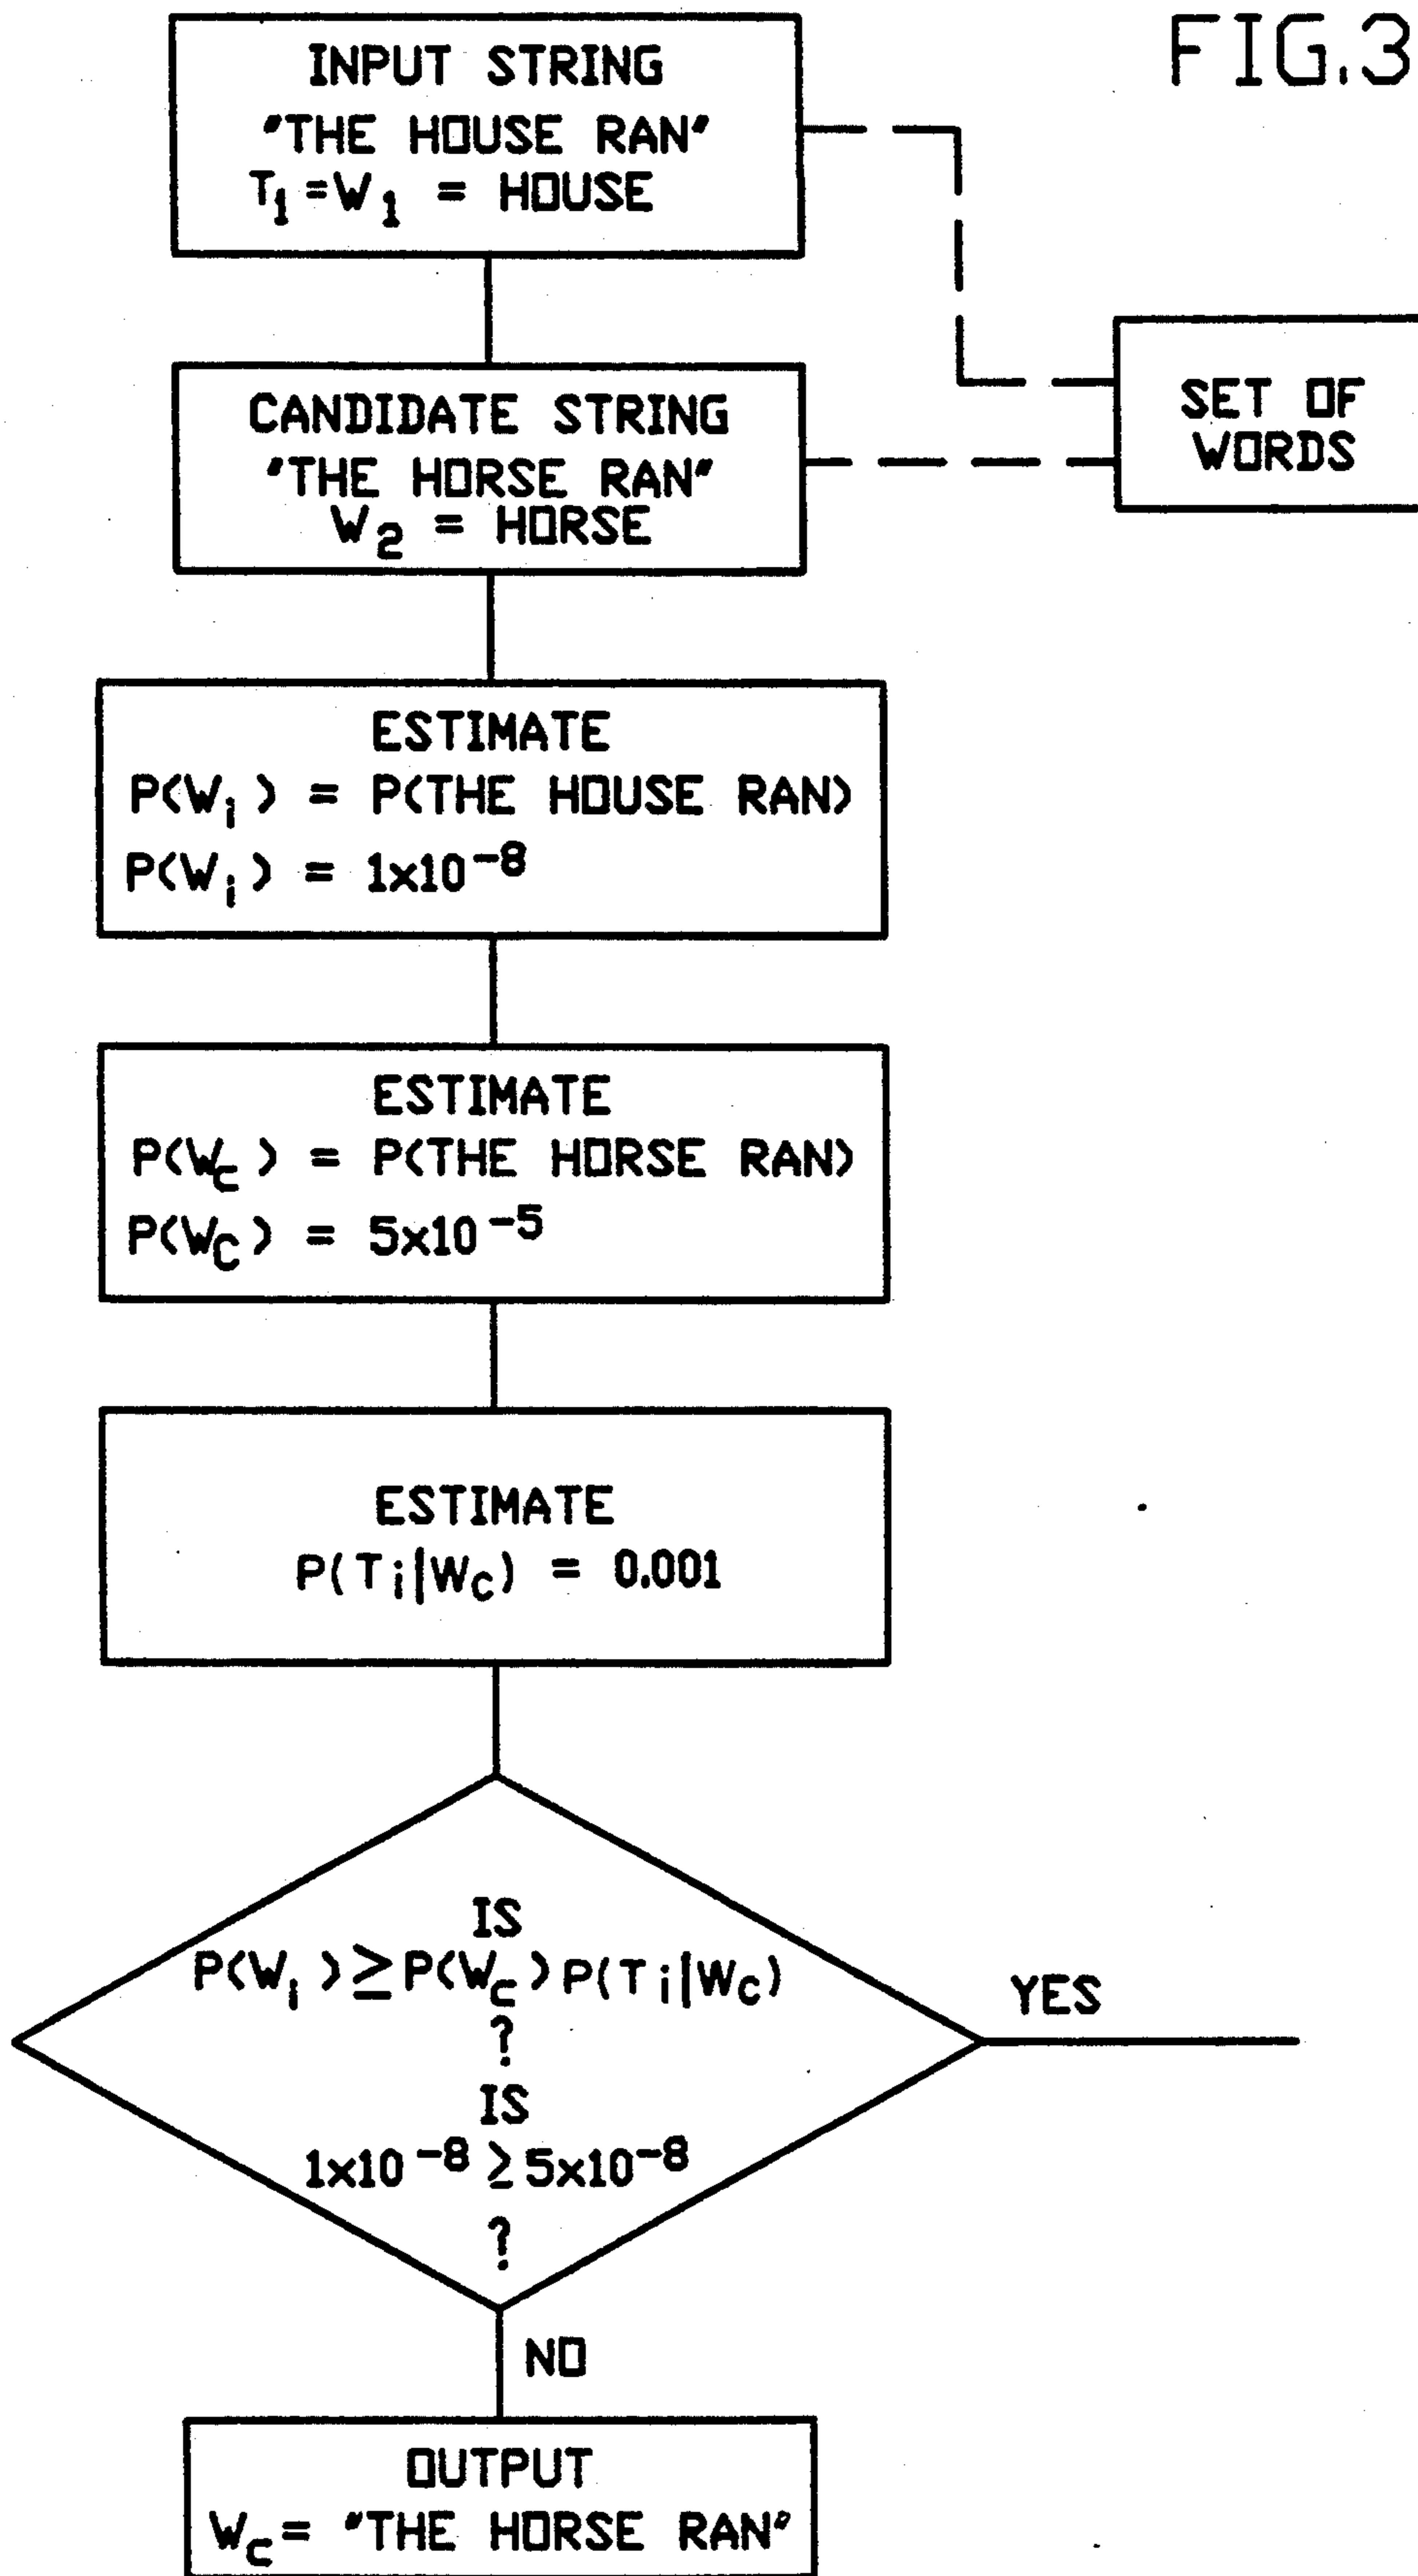 FIG.3
INPUT STRING
"THE HOUSE RAN"
T1=W1 = HOUSE
CANDIDATE STRING
"THE HORSE RAN"
W2 = HORSE
SET OF
WORDS
ESTIMATE
P(Wi) = P(THE HOUSE RAN)
P(Wi) = 1x10⁻⁸
ESTIMATE
P(Wc) = P(THE HORSE RAN)
P(Wc) = 5x10⁻⁵
ESTIMATE
P(Ti|Wc) = 0.001
IS
P(Wi)≥P(Wc)P(Ti|Wc)
?
IS
1x10⁻⁸≥5x10⁻⁸
?
YES
NO
OUTPUT
Wc= "THE HORSE RAN"